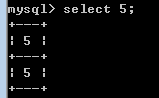 mysql> select 5;
+---+
| 5 |
+---+
| 5 |
+---+